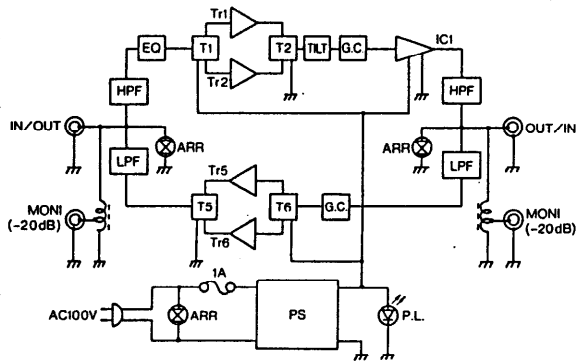 Tr1
IC1
EQ
T1
T2
TILT
G.C.
Tr2
HPF
HPF
IN/OUT
OUT/IN
ARR
ARR
LPF
LPF
Tr5
MONI
(-20dB)
T5
T6
G.C.
MONI
(-20dB)
Tr6
1A
AC100V
ARR
PS
P.L.